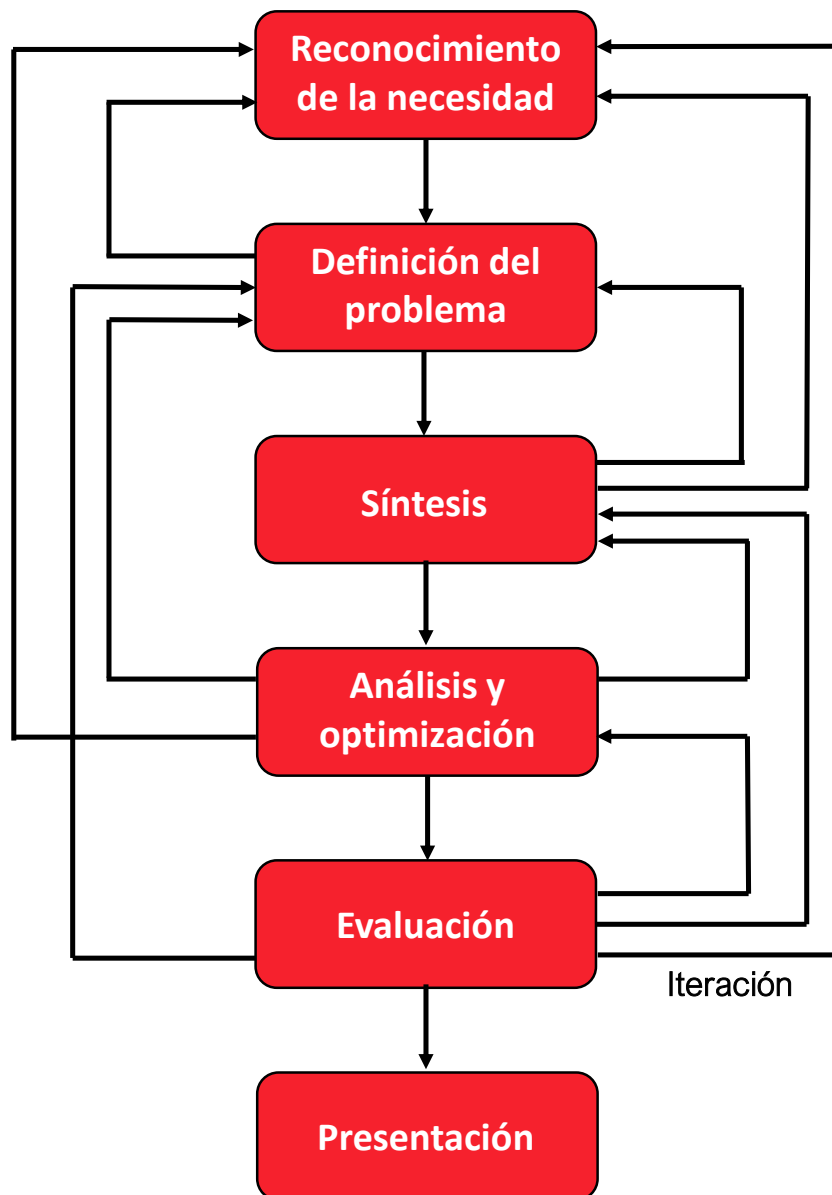 Reconocimiento
de la necesidad
Definición del
problema
Síntesis
Análisis y
optimización
Evaluación
Iteración
Presentación